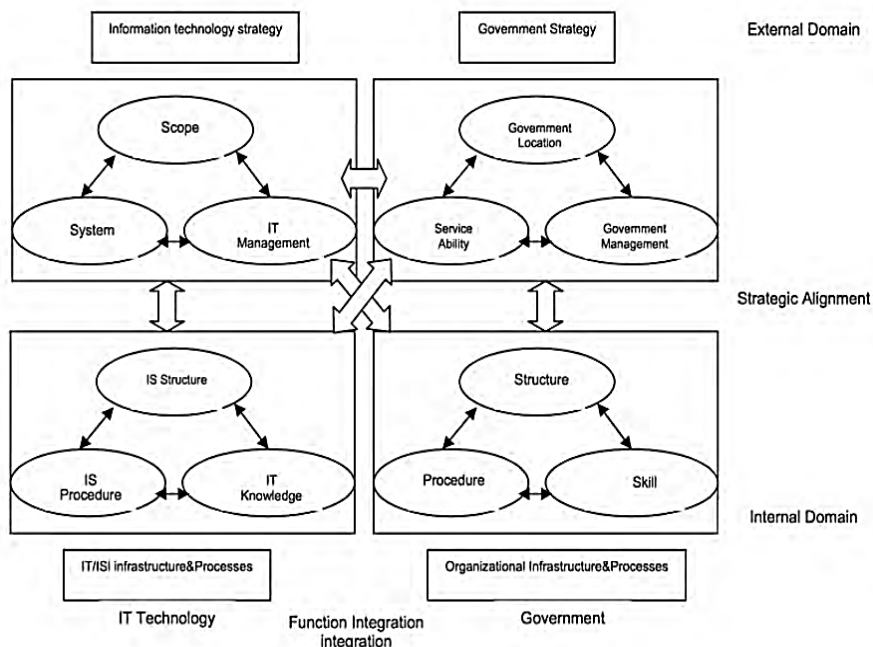 Information technology strategy
Government Strategy
External Domain
Scope
Government
Location
System
IT
Management
Service
Ability
Government
Management
Strategic Alignment
IS Structure
Structure
IS
Procedure
IT
Knowledge
Procedure
Skill
Internal Domain
IT/ISI infrastructure&Processes
Organizational Infrastructure&Processes
IT Technology
Function Integration
integration
Government